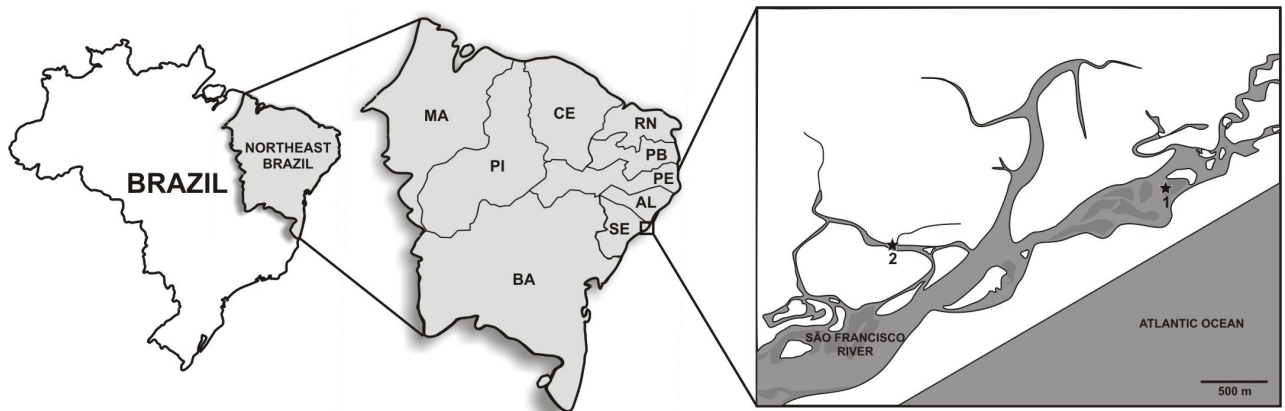 NORTHEAST
BRAZIL
BRAZIL
MA
CE
RN
PB
PI
PE
AL
SE
BA
1
2
SÃO FRANCISCO
RIVER
ATLANTIC OCEAN
500 m